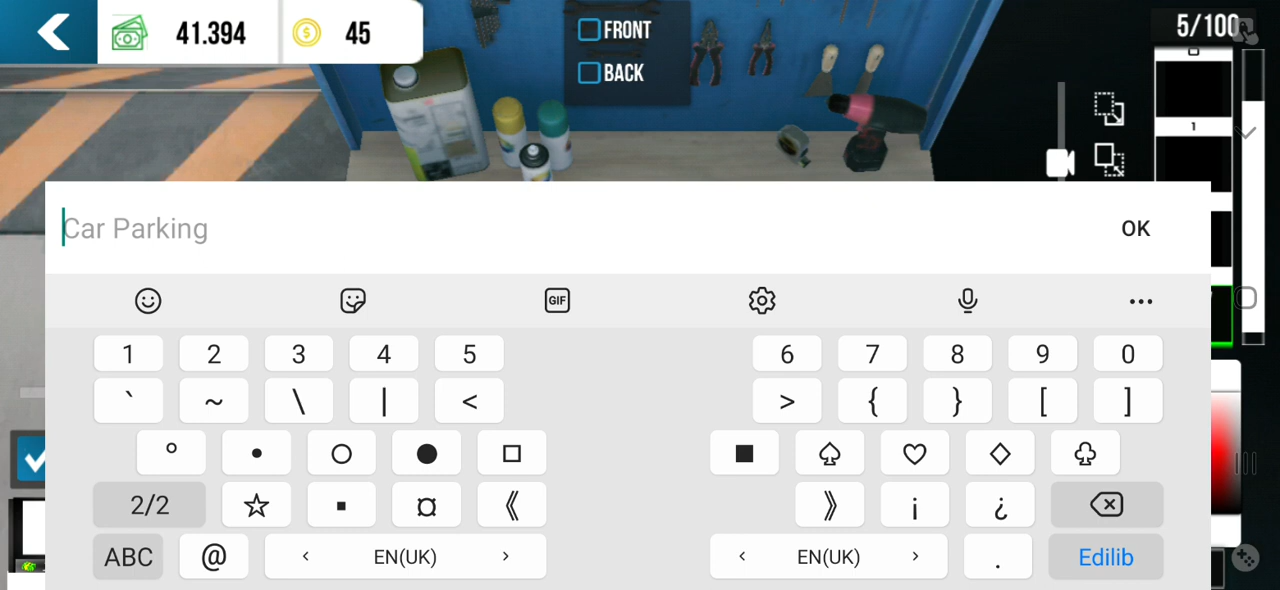 41.394
45
FRONT
BACK
5/100
1
Car Parking
OK
GIF
1 2 3 4 5 6 7 8 9 0
` ~ \ | < > { } [ ]
° • ○ ● □ ■ ♤ ♡ ◇ ♧
2/2 ☆ ▪ ¤ 《 》 ¡ ¿
ABC @ < EN(UK) > < EN(UK) > . Edilib